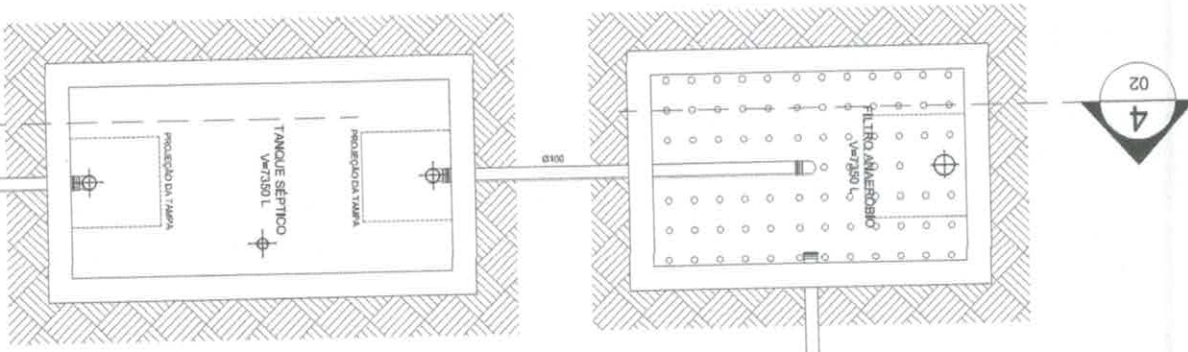 PROJEÇÃO DA TAMPA
TANQUE SÉPTICO
V=7350 L
PROJEÇÃO DA TAMPA
Ø100
FILTRO ANAERÓBIO
V=7350 L
4
02